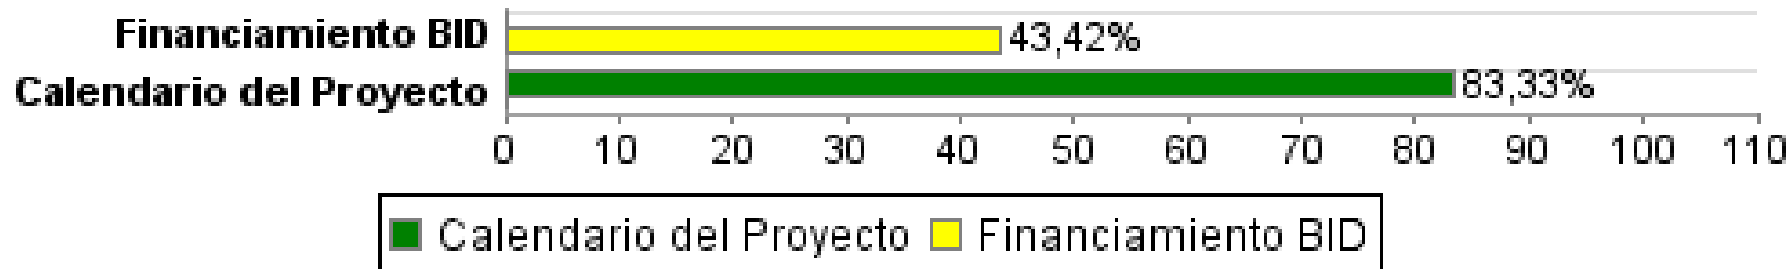 Financiamiento BID 43,42%
Calendario del Proyecto 83,33%
0 10 20 30 40 50 60 70 80 90 100 110
Calendario del Proyecto Financiamiento BID